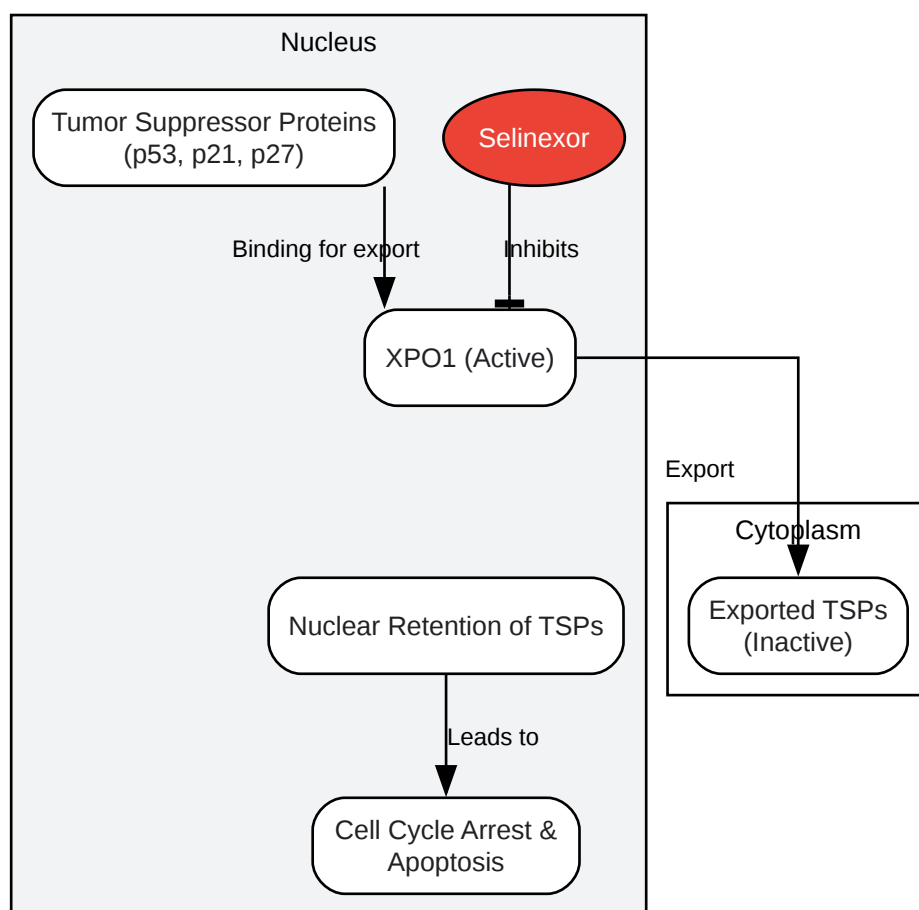 Nucleus
Tumor Suppressor Proteins
(p53, p21, p27)
Selinexor
Binding for export
Inhibits
XPO1 (Active)
Export
Cytoplasm
Nuclear Retention of TSPs
Exported TSPs
(Inactive)
Leads to
Cell Cycle Arrest &
Apoptosis